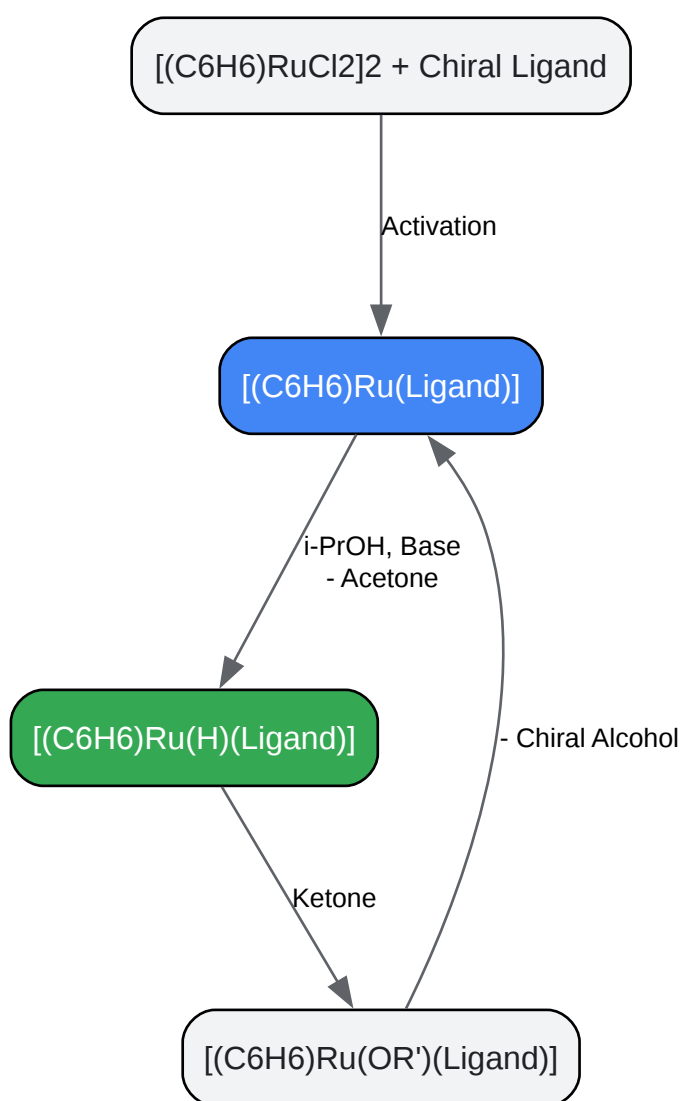 [(C6H6)RuCl2]2 + Chiral Ligand
Activation
[(C6H6)Ru(Ligand)]
i-PrOH, Base
- Acetone
[(C6H6)Ru(H)(Ligand)]
- Chiral Alcohol
Ketone
[(C6H6)Ru(OR')(Ligand)]